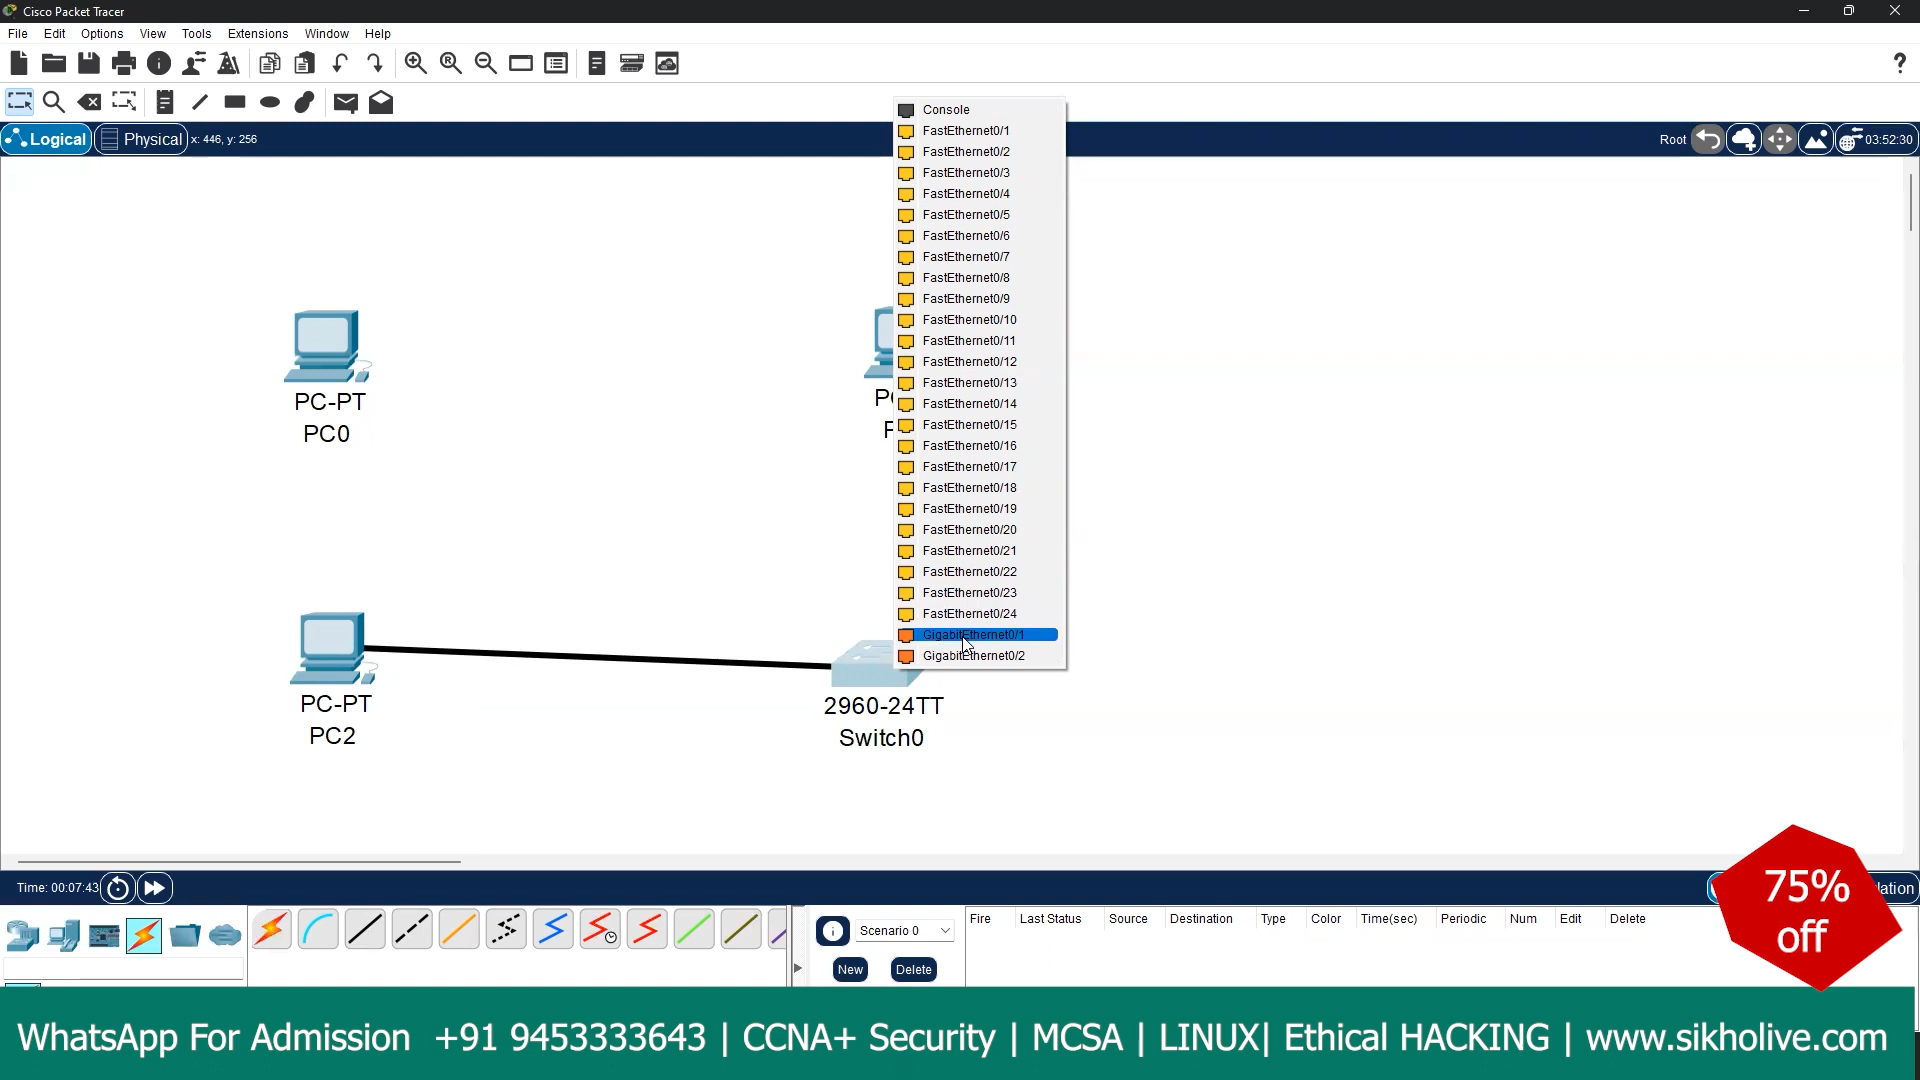 Cisco Packet Tracer
File Edit Options View Tools Extensions Window Help
Logical Physical x: 446, y: 256 Root 03:52:30
Console
FastEthernet0/1
FastEthernet0/2
FastEthernet0/3
FastEthernet0/4
FastEthernet0/5
FastEthernet0/6
FastEthernet0/7
FastEthernet0/8
FastEthernet0/9
FastEthernet0/10
FastEthernet0/11
FastEthernet0/12
FastEthernet0/13
FastEthernet0/14
FastEthernet0/15
FastEthernet0/16
FastEthernet0/17
FastEthernet0/18
FastEthernet0/19
FastEthernet0/20
FastEthernet0/21
FastEthernet0/22
FastEthernet0/23
FastEthernet0/24
GigabitEthernet0/1
GigabitEthernet0/2
PC-PT
PC0
PC-PT
PC2
2960-24TT
Switch0
Time: 00:07:43
Scenario 0
New Delete
Fire Last Status Source Destination Type Color Time(sec) Periodic Num Edit Delete
75%
off
WhatsApp For Admission +91 9453333643 | CCNA+ Security | MCSA | LINUX| Ethical HACKING | www.sikholive.com